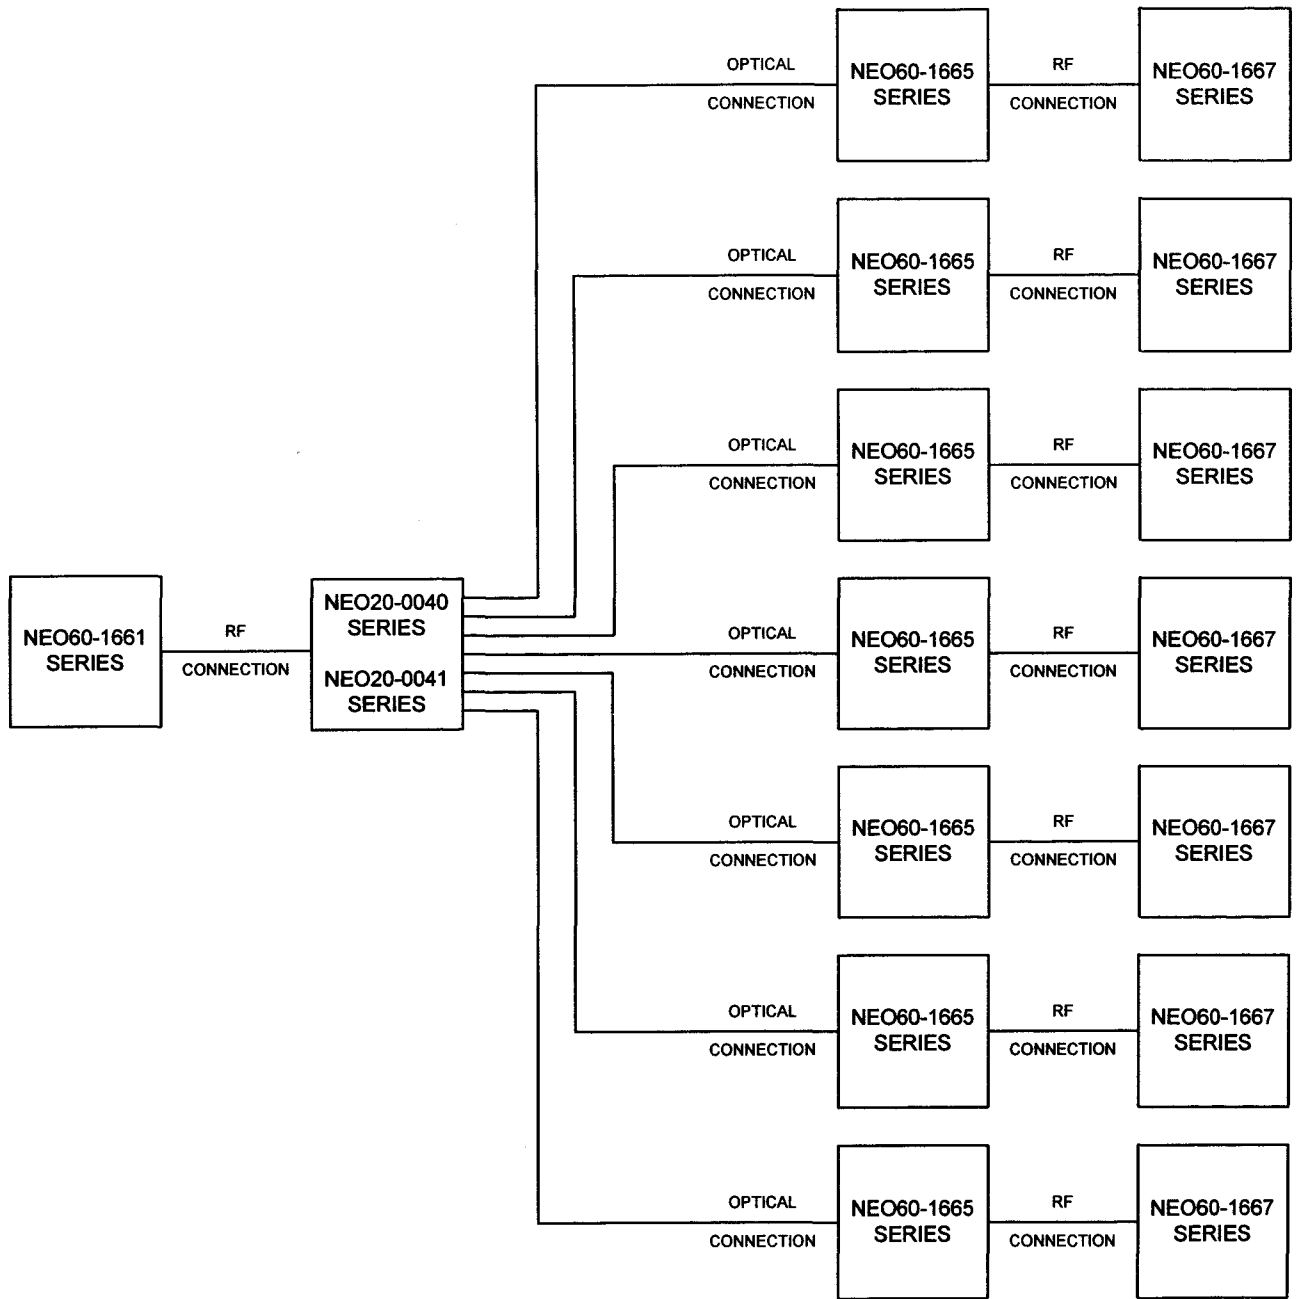 OPTICAL
CONNECTION
NEO60-1665
SERIES
RF
CONNECTION
NEO60-1667
SERIES
OPTICAL
CONNECTION
NEO60-1665
SERIES
RF
CONNECTION
NEO60-1667
SERIES
OPTICAL
CONNECTION
NEO60-1665
SERIES
RF
CONNECTION
NEO60-1667
SERIES
NEO60-1661
SERIES
RF
CONNECTION
NEO20-0040
SERIES
NEO20-0041
SERIES
OPTICAL
CONNECTION
NEO60-1665
SERIES
RF
CONNECTION
NEO60-1667
SERIES
OPTICAL
CONNECTION
NEO60-1665
SERIES
RF
CONNECTION
NEO60-1667
SERIES
OPTICAL
CONNECTION
NEO60-1665
SERIES
RF
CONNECTION
NEO60-1667
SERIES
OPTICAL
CONNECTION
NEO60-1665
SERIES
RF
CONNECTION
NEO60-1667
SERIES